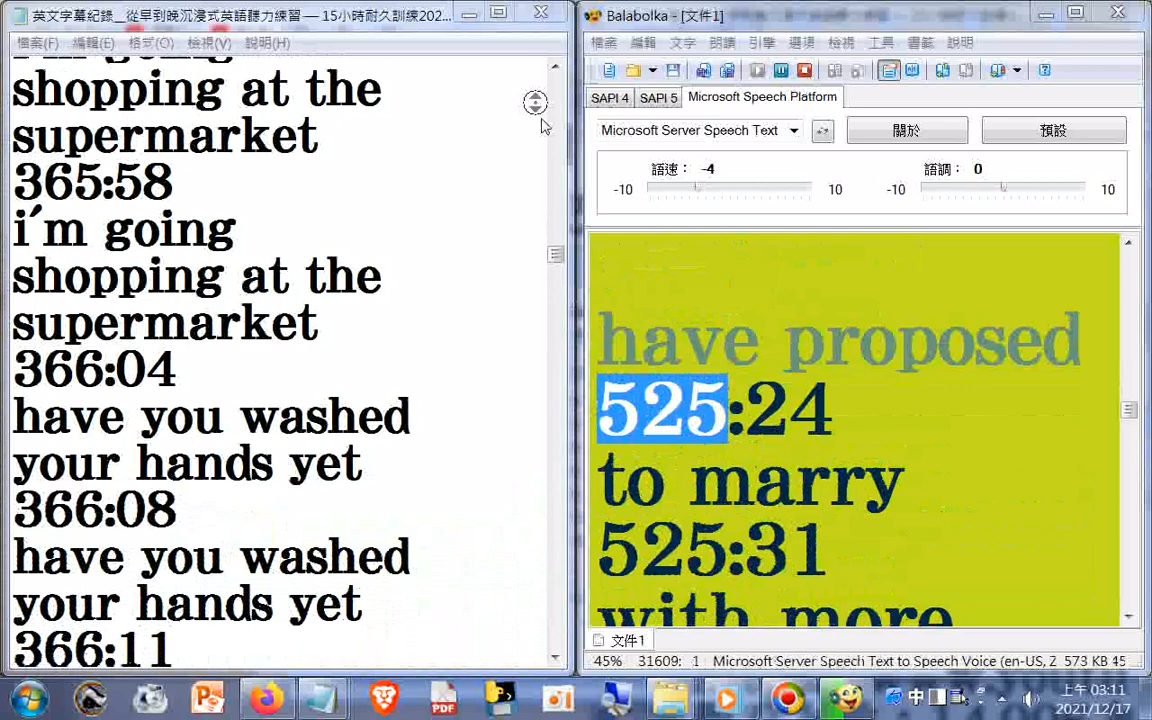 英文字幕紀錄__從早到晚沉浸式英語聽力練習 — 15小時耐久訓練202...
檔案(F) 編輯(E) 格式(O) 檢視(V) 說明(H)
i'm going
shopping at the
supermarket
365:58
i'm going
shopping at the
supermarket
366:04
have you washed
your hands yet
366:08
have you washed
your hands yet
366:11
Balabolka - [文件1]
檔案 編輯 文字 朗讀 引擎 選項 檢視 工具 書籤 說明
SAPI 4 SAPI 5 Microsoft Speech Platform
Microsoft Server Speech Text 關於 預設
語速： -4 語調： 0
-10 10 -10 10
have proposed
525:24
to marry
525:31
with more
文件1
45% 31609: 1 Microsoft Server Speech Text to Speech Voice (en-US, 2 573 KB 45
中 上午 03:11
2021/12/17